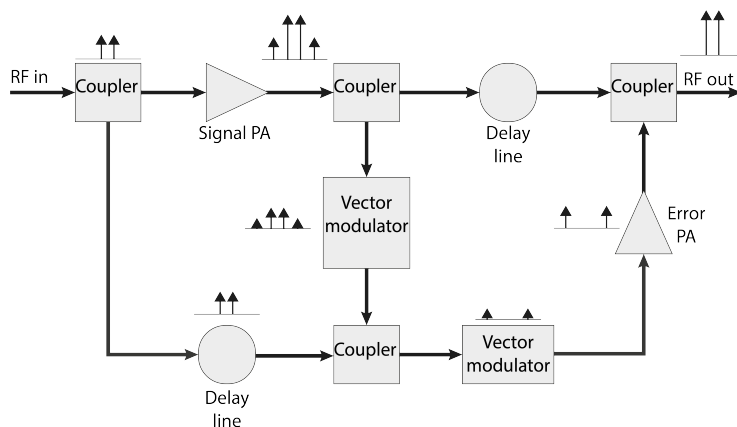 RF in
Coupler
Signal PA
Coupler
Delay
line
Coupler
RF out
Vector
modulator
Error
PA
Delay
line
Coupler
Vector
modulator